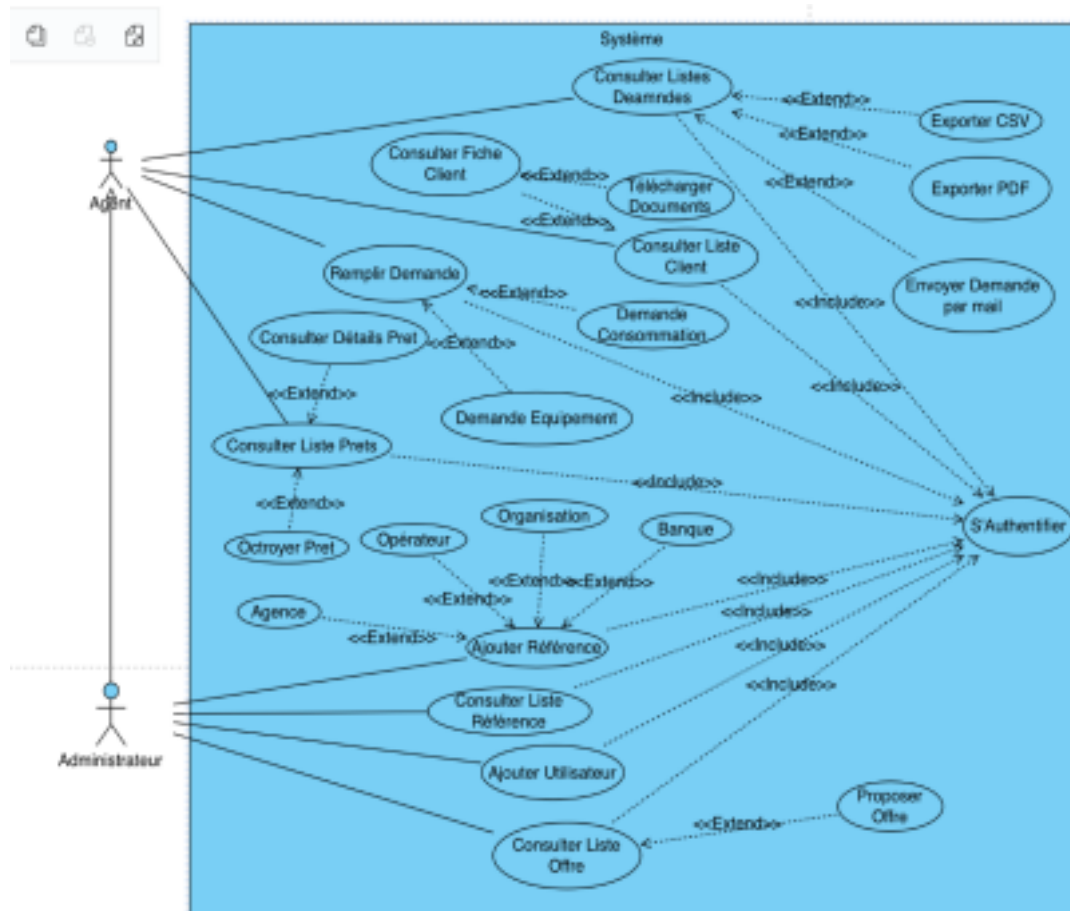 Système
Consulter Listes
Deamndes
<<Extend>>
Exporter CSV
<<Extend>>
Exporter PDF
<<Extend>>
Envoyer Demande
par mail
Agent
Consulter Fiche
Client
<<Extend>>
Télécharger
Documents
<<Extend>>
Consulter Liste
Client
Remplir Demande
<<Extend>>
Demande
Consommation
<<Include>>
Consulter Détails Pret
<<Extend>>
<<Extend>>
Demande Equipement
<<Include>>
<<Include>>
Consulter Liste Prets
<<Include>>
S'Authentifier
<<Extend>>
Octroyer Pret
Opérateur
Organisation
Banque
<<Extend>>
<<Extend>>
<<Extend>>
Agence
<<Extend>>
Ajouter Référence
<<Include>>
<<Include>>
<<Include>>
<<Include>>
Consulter Liste
Référence
Administrateur
Ajouter Utilisateur
Proposer
Offre
<<Extend>>
Consulter Liste
Offre